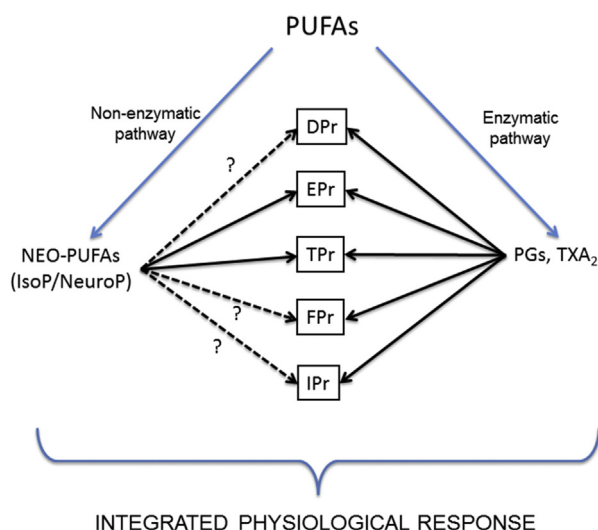 PUFAs
Non-enzymatic
pathway
Enzymatic
pathway
DPr
?
EPr
NEO-PUFAs
(IsoP/NeuroP)
TPr
PGs, TXA₂
?
FPr
?
IPr
INTEGRATED PHYSIOLOGICAL RESPONSE